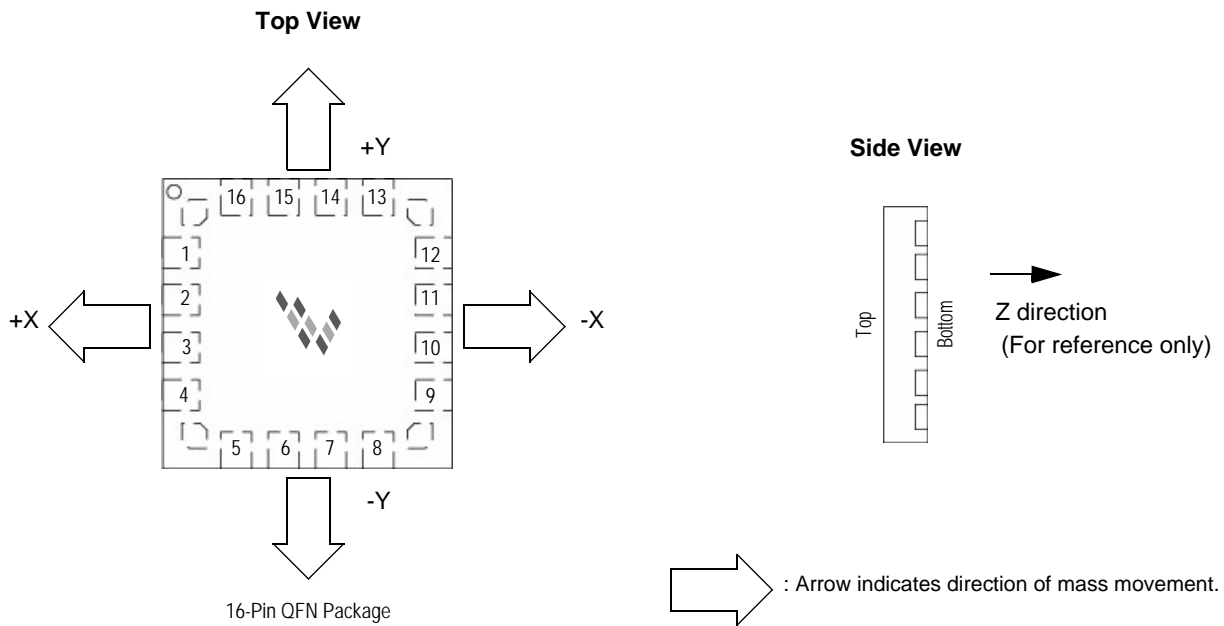 Top View
+Y
Side View
16 15 14 13
1 12
2 11
3 10
4 9
5 6 7 8
+X
-X
-Y
16-Pin QFN Package
Top
Bottom
Z direction
(For reference only)
: Arrow indicates direction of mass movement.